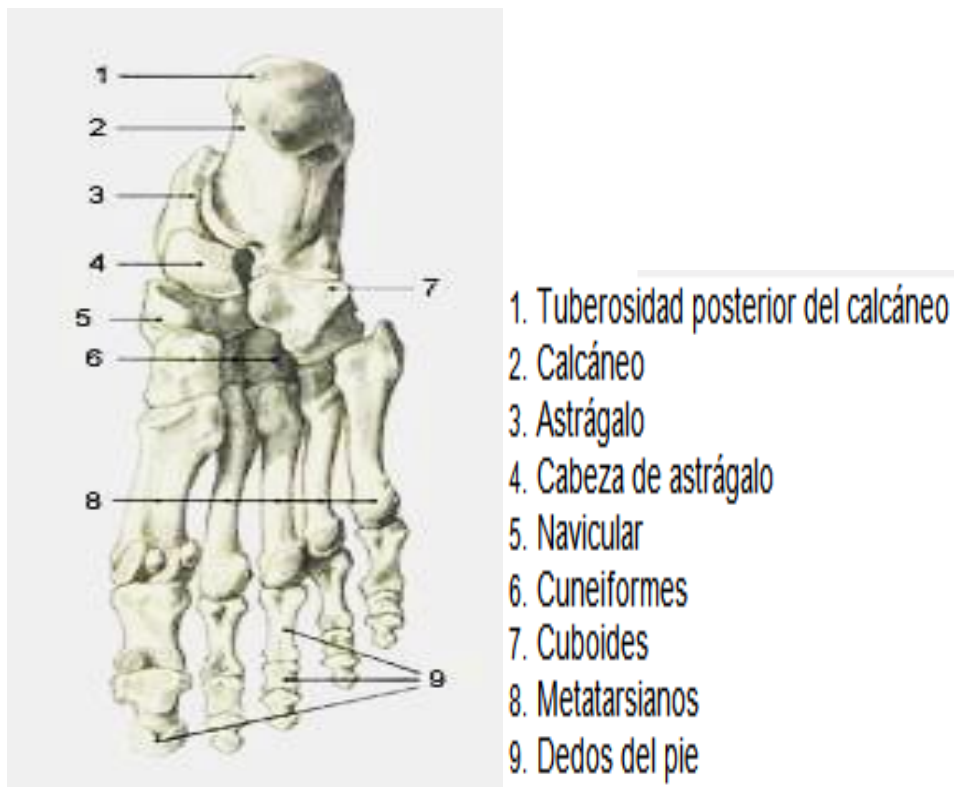 1
2
3
4
5
6
7
8
9
1. Tuberosidad posterior del calcáneo
2. Calcáneo
3. Astrágalo
4. Cabeza de astrágalo
5. Navicular
6. Cuneiformes
7. Cuboides
8. Metatarsianos
9. Dedos del pie